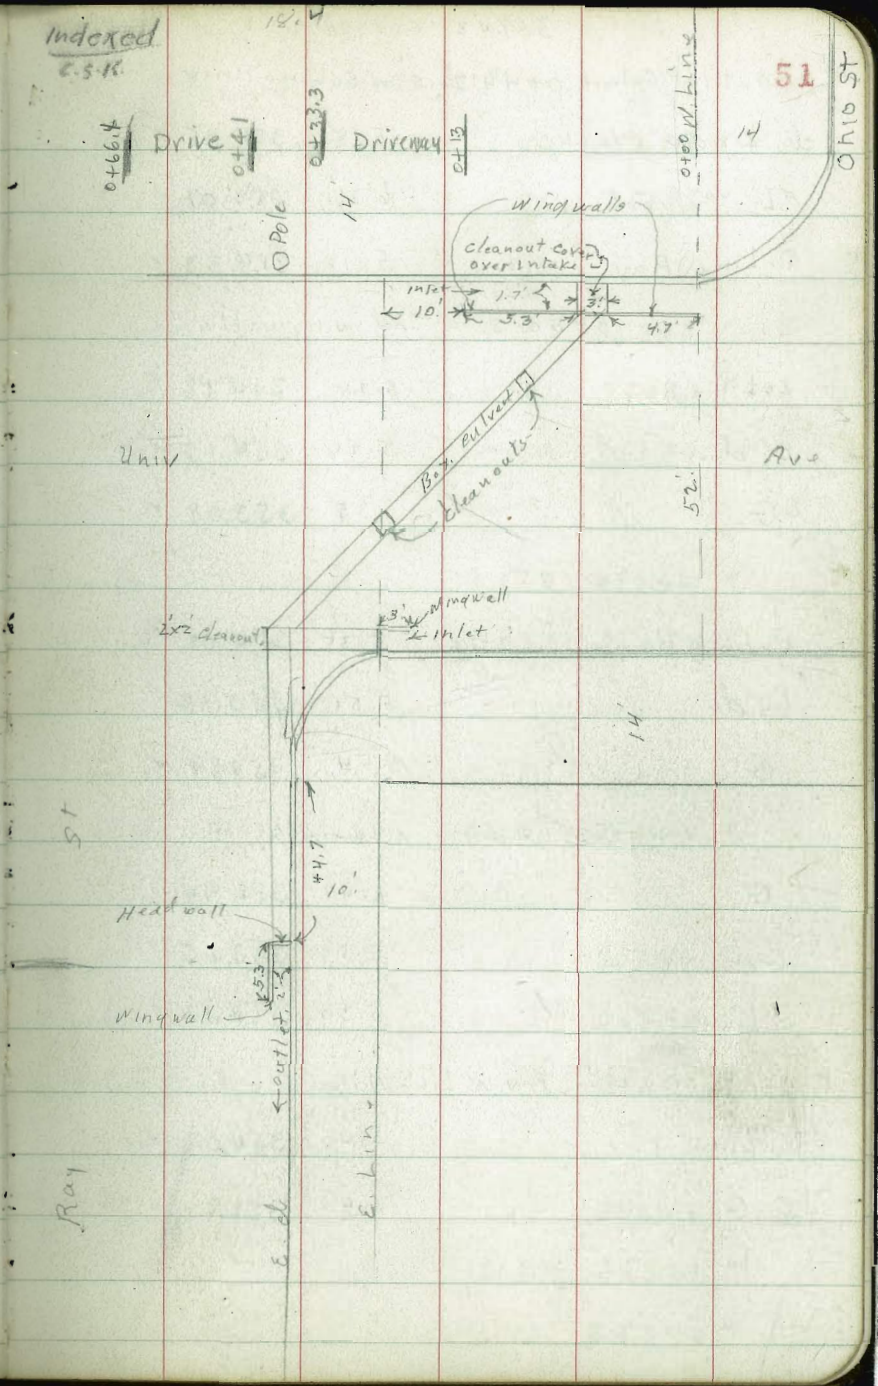 Indexed
C.S.K.
18.4
51
0+66.4
Drive
0+41
0+33.3
Driveway
0+13
0+00 W. Line
14
Ohio St
O Pole
14'
Wingwalls
Cleanout Cover
over intake
Inlet
1.7'
3'
10'
5.3'
4.7'
Box Culvert
Cleanouts
Univ
Ave
52'
2'x2' Cleanout
3'
Wingwall
Inlet
14'
St
4.7
10'
Headwall
5.3'
Wingwall
Outlet 2'
Ray
E. Line